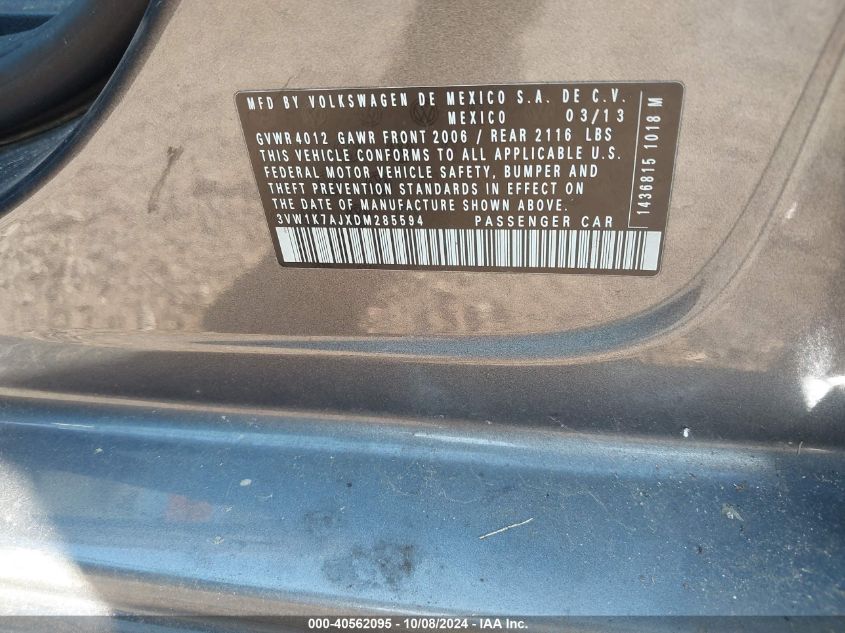 MFD BY VOLKSWAGEN DE MEXICO S.A. DE C.V.
MEXICO 03/13
GVWR 4012 GAWR FRONT 2006 / REAR 2116 LBS
THIS VEHICLE CONFORMS TO ALL APPLICABLE U.S.
FEDERAL MOTOR VEHICLE SAFETY, BUMPER AND
THEFT PREVENTION STANDARDS IN EFFECT ON THE
DATE OF MANUFACTURE SHOWN ABOVE.
3VW1K7AJXDM285594 PASSENGER CAR
1436815 1018 M
000-40562095 - 10/08/2024 - IAA Inc.